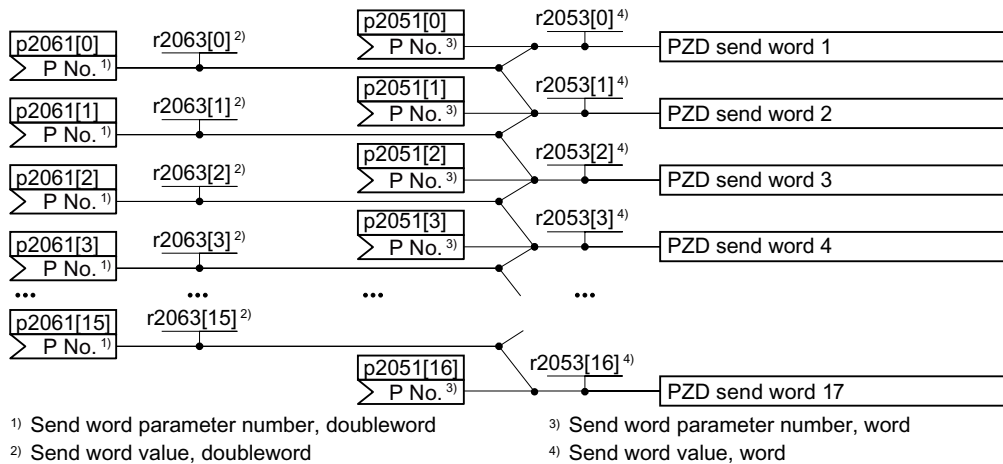 p2051[0] r2053[0] 4)
p2061[0] r2063[0] 2) P No. 3) PZD send word 1
P No. 1)
p2051[1] r2053[1] 4)
p2061[1] r2063[1] 2) P No. 3) PZD send word 2
P No. 1)
p2051[2] r2053[2] 4)
p2061[2] r2063[2] 2) P No. 3) PZD send word 3
P No. 1)
p2051[3] r2053[3] 4)
p2061[3] r2063[3] 2) P No. 3) PZD send word 4
P No. 1)
... ... ... ...
p2061[15] r2063[15] 2)
P No. 1)
p2051[16] r2053[16] 4)
P No. 3) PZD send word 17
1) Send word parameter number, doubleword 3) Send word parameter number, word
2) Send word value, doubleword 4) Send word value, word